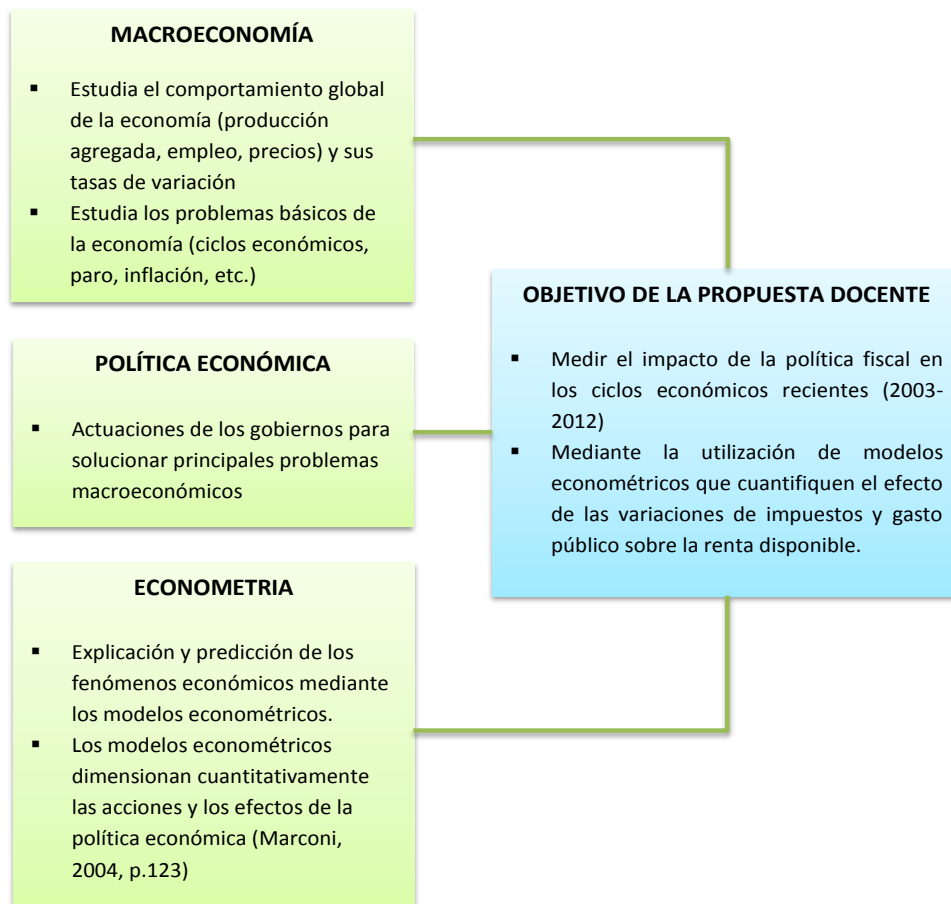 MACROECONOMÍA
▪ Estudia el comportamiento global
de la economía (producción
agregada, empleo, precios) y sus
tasas de variación
▪ Estudia los problemas básicos de
la economía (ciclos económicos,
paro, inflación, etc.)
POLÍTICA ECONÓMICA
▪ Actuaciones de los gobiernos para
solucionar principales problemas
macroeconómicos
ECONOMETRIA
▪ Explicación y predicción de los
fenómenos económicos mediante
los modelos econométricos.
▪ Los modelos econométricos
dimensionan cuantitativamente
las acciones y los efectos de la
política económica (Marconi,
2004, p.123)
OBJETIVO DE LA PROPUESTA DOCENTE
▪ Medir el impacto de la política fiscal en
los ciclos económicos recientes (2003-
2012)
▪ Mediante la utilización de modelos
econométricos que cuantifiquen el efecto
de las variaciones de impuestos y gasto
público sobre la renta disponible.